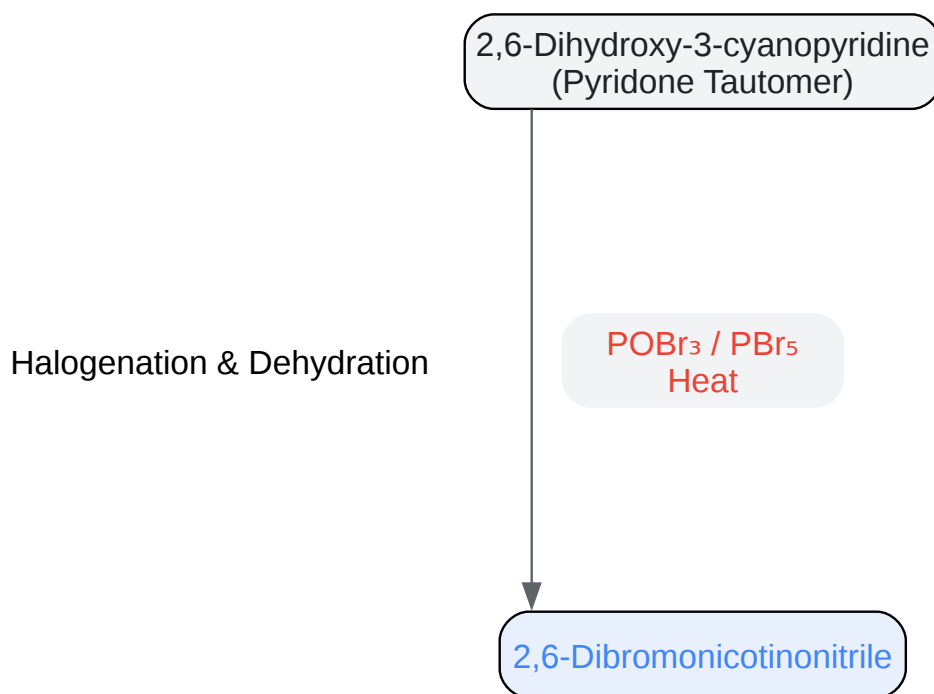 2,6-Dihydroxy-3-cyanopyridine
(Pyridone Tautomer)
Halogenation & Dehydration
POBr₃ / PBr₅
Heat
2,6-Dibromonicotinonitrile